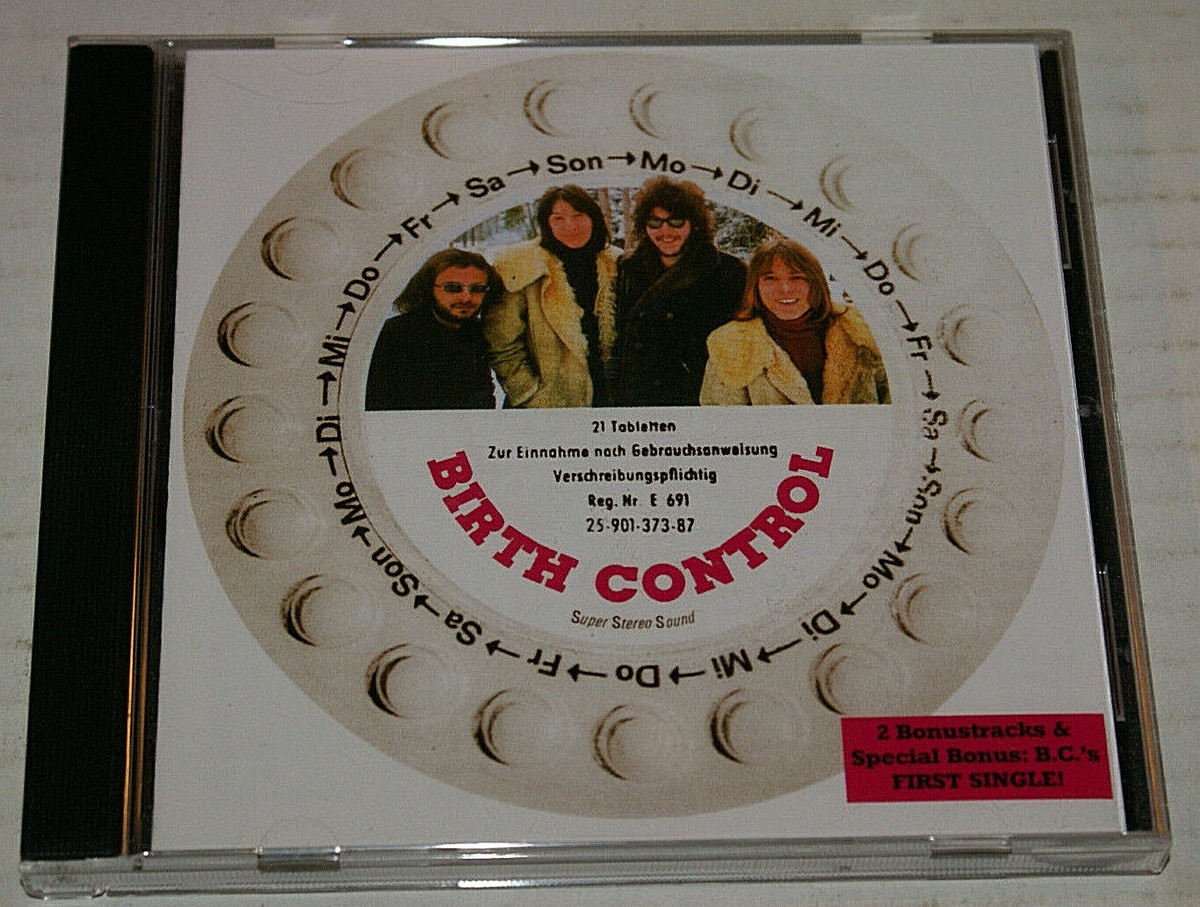 Son→Mo→Di→Mi→Do→Fr→Sa→Son→Mo→Di→Mi→Do→Fr→Sa→Son→Mo→Di→Mi→Do→Fr→Sa→
21 Tabletten
Zur Einnahme nach Gebrauchsanweisung
Verschreibungspflichtig
Reg. Nr. E 691
25-901-373-87
BIRTH CONTROL
Super Stereo Sound
2 Bonustracks &
Special Bonus: B.C.'s
FIRST SINGLE!